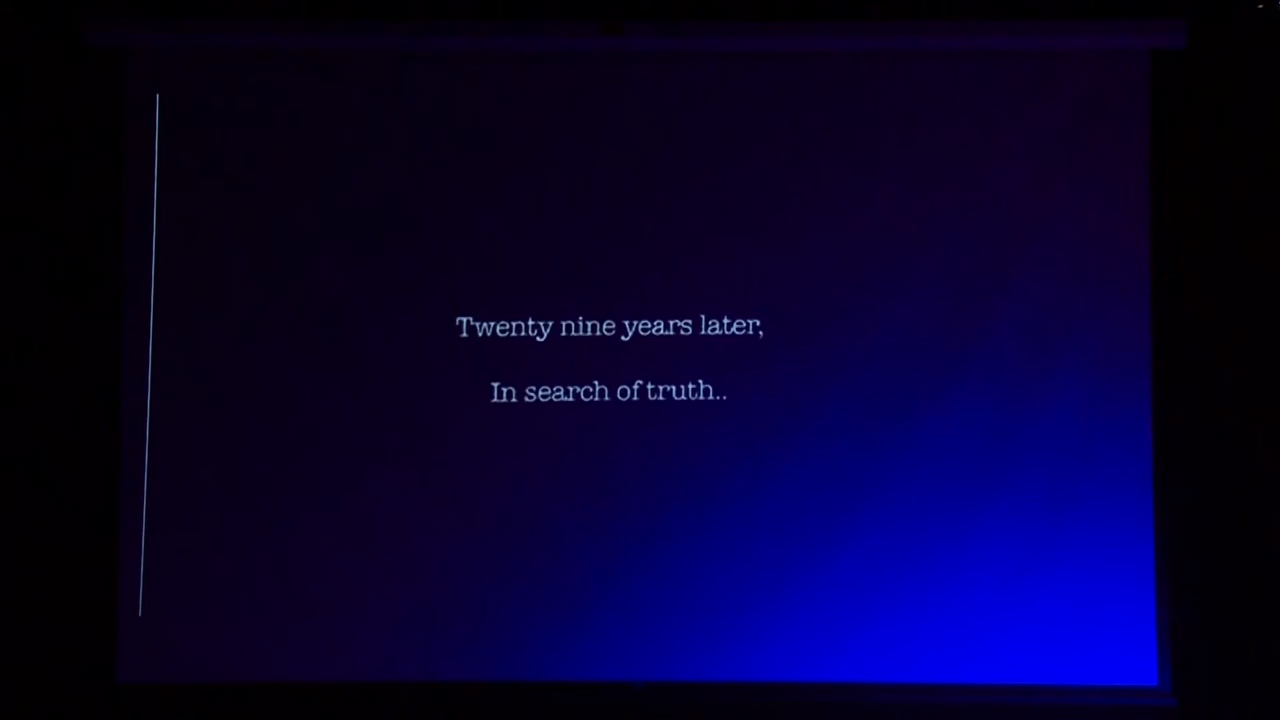 Twenty nine years later,
In search of truth..